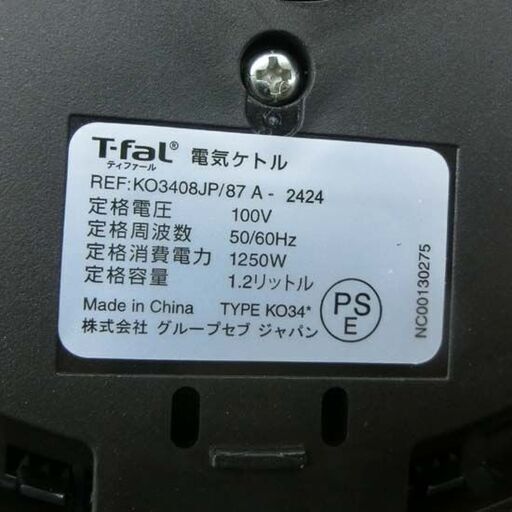 T-fal® 電気ケトル
ティファール
REF:KO3408JP/87 A - 2424
定格電圧 100V
定格周波数 50/60Hz
定格消費電力 1250W
定格容量 1.2リットル
Made in China TYPE KO34*
株式会社 グループセブ ジャパン
PS
E
NC00130275